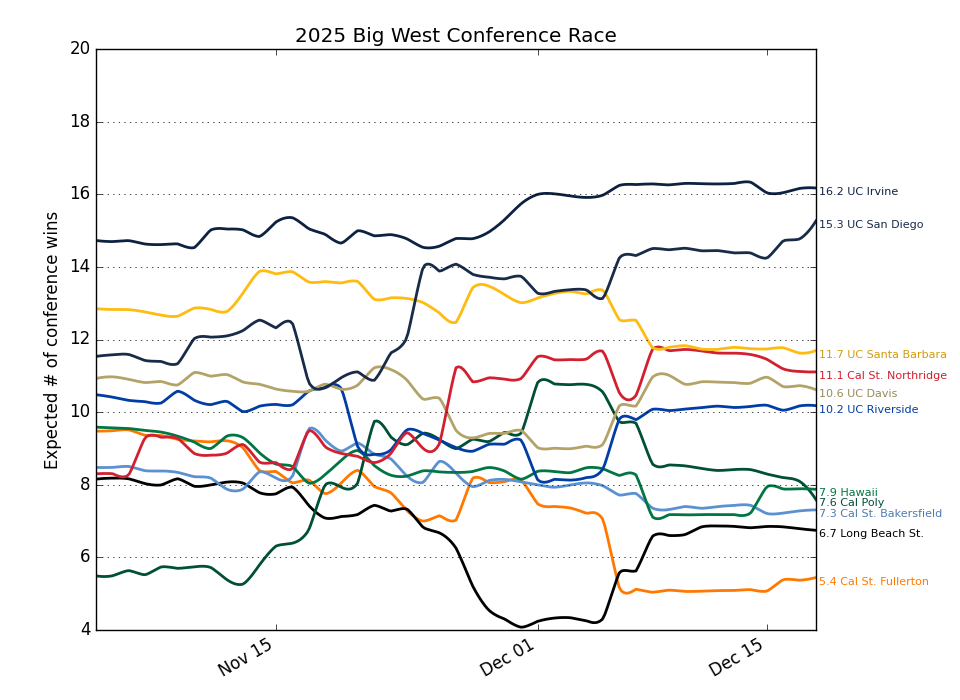 2025 Big West Conference Race
Expected # of conference wins
20
18
16
14
12
10
8
6
4
Nov 15
Dec 01
Dec 15
16.2 UC Irvine
15.3 UC San Diego
11.7 UC Santa Barbara
11.1 Cal St. Northridge
10.6 UC Davis
10.2 UC Riverside
7.9 Hawaii
7.6 Cal Poly
7.3 Cal St. Bakersfield
6.7 Long Beach St.
5.4 Cal St. Fullerton